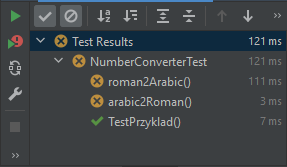 Test Results 121 ms
NumberConverterTest 121 ms
roman2Arabic() 111 ms
arabic2Roman() 3 ms
TestPrzyklad() 7 ms